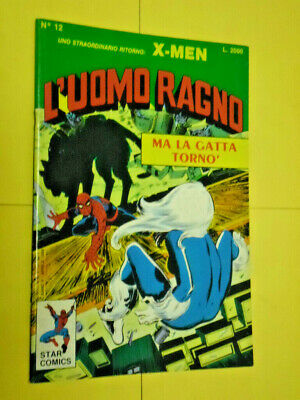 N° 12
UNO STRAORDINARIO RITORNO: X-MEN
L. 2000
L'UOMO RAGNO
MA LA GATTA
TORNO'
STAR
COMICS